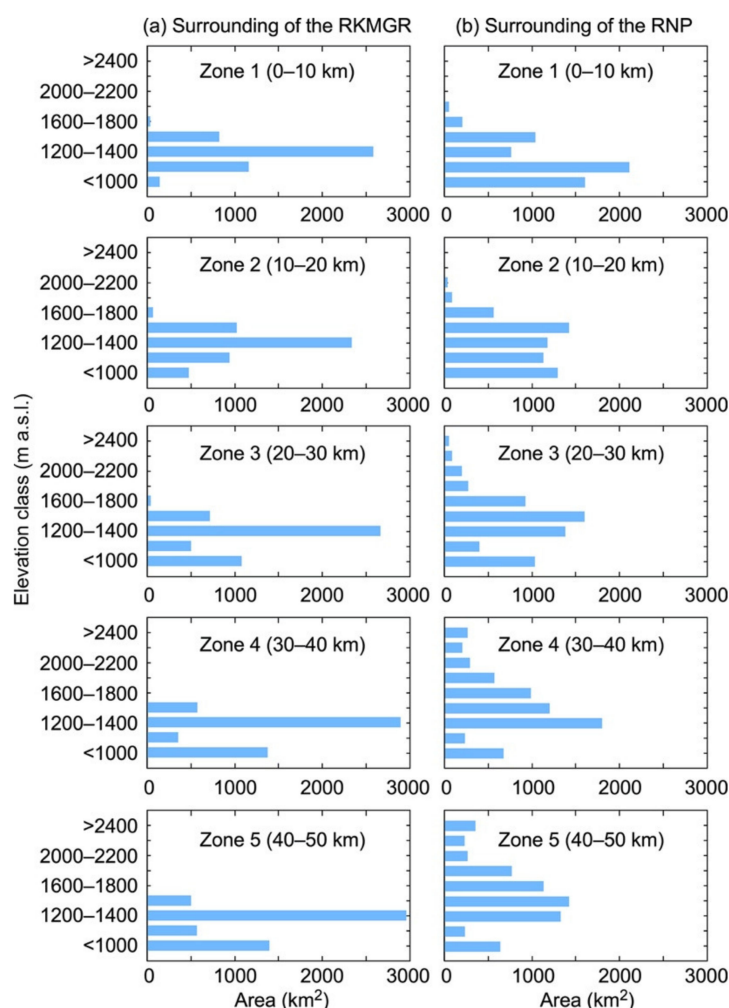 (a) Surrounding of the RKMGR
(b) Surrounding of the RNP
Elevation class (m a.s.l.)
>2400
2000–2200
1600–1800
1200–1400
<1000
Zone 1 (0–10 km)
0 1000 2000 3000
Zone 1 (0–10 km)
0 1000 2000 3000
>2400
2000–2200
1600–1800
1200–1400
<1000
Zone 2 (10–20 km)
0 1000 2000 3000
Zone 2 (10–20 km)
0 1000 2000 3000
>2400
2000–2200
1600–1800
1200–1400
<1000
Zone 3 (20–30 km)
0 1000 2000 3000
Zone 3 (20–30 km)
0 1000 2000 3000
>2400
2000–2200
1600–1800
1200–1400
<1000
Zone 4 (30–40 km)
0 1000 2000 3000
Zone 4 (30–40 km)
0 1000 2000 3000
>2400
2000–2200
1600–1800
1200–1400
<1000
Zone 5 (40–50 km)
0 1000 2000 3000
Zone 5 (40–50 km)
0 1000 2000 3000
Area (km²)
Area (km²)